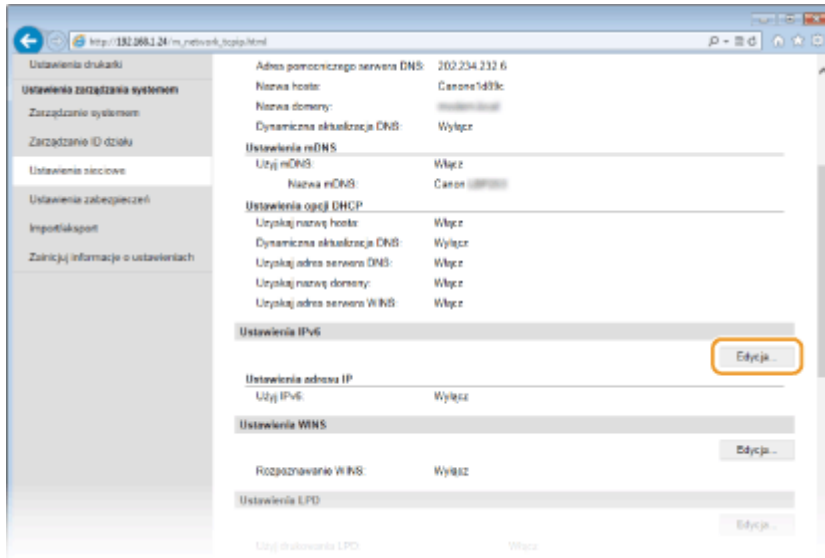 http://192.168.1.24/m_network_tcpip.html
Ustawienia drukarki
Ustawienia zarządzania systemem
Zarządzanie systemem
Zarządzanie ID działu
Ustawienia sieciowe
Ustawienia zabezpieczeń
Import/eksport
Zainicjuj informacje o ustawieniach
Adres pomocniczego serwera DNS: 202.234.232.6
Nazwa hosta: Canone1d89c
Nazwa domeny:
Dynamiczna aktualizacja DNS: Wyłącz
Ustawienia mDNS
Użyj mDNS: Włącz
Nazwa mDNS: Canon
Ustawienia opcji DHCP
Uzyskaj nazwę hosta: Włącz
Dynamiczna aktualizacja DNS: Wyłącz
Uzyskaj adres serwera DNS: Włącz
Uzyskaj nazwę domeny: Włącz
Uzyskaj adres serwera WINS: Włącz
Ustawienia IPv6
Edycja...
Ustawienia adresu IP
Użyj IPv6: Wyłącz
Ustawienia WINS
Edycja...
Rozpoznawanie WINS: Wyłącz
Ustawienia LPD
Edycja...
Użyj drukowania LPD: Włącz